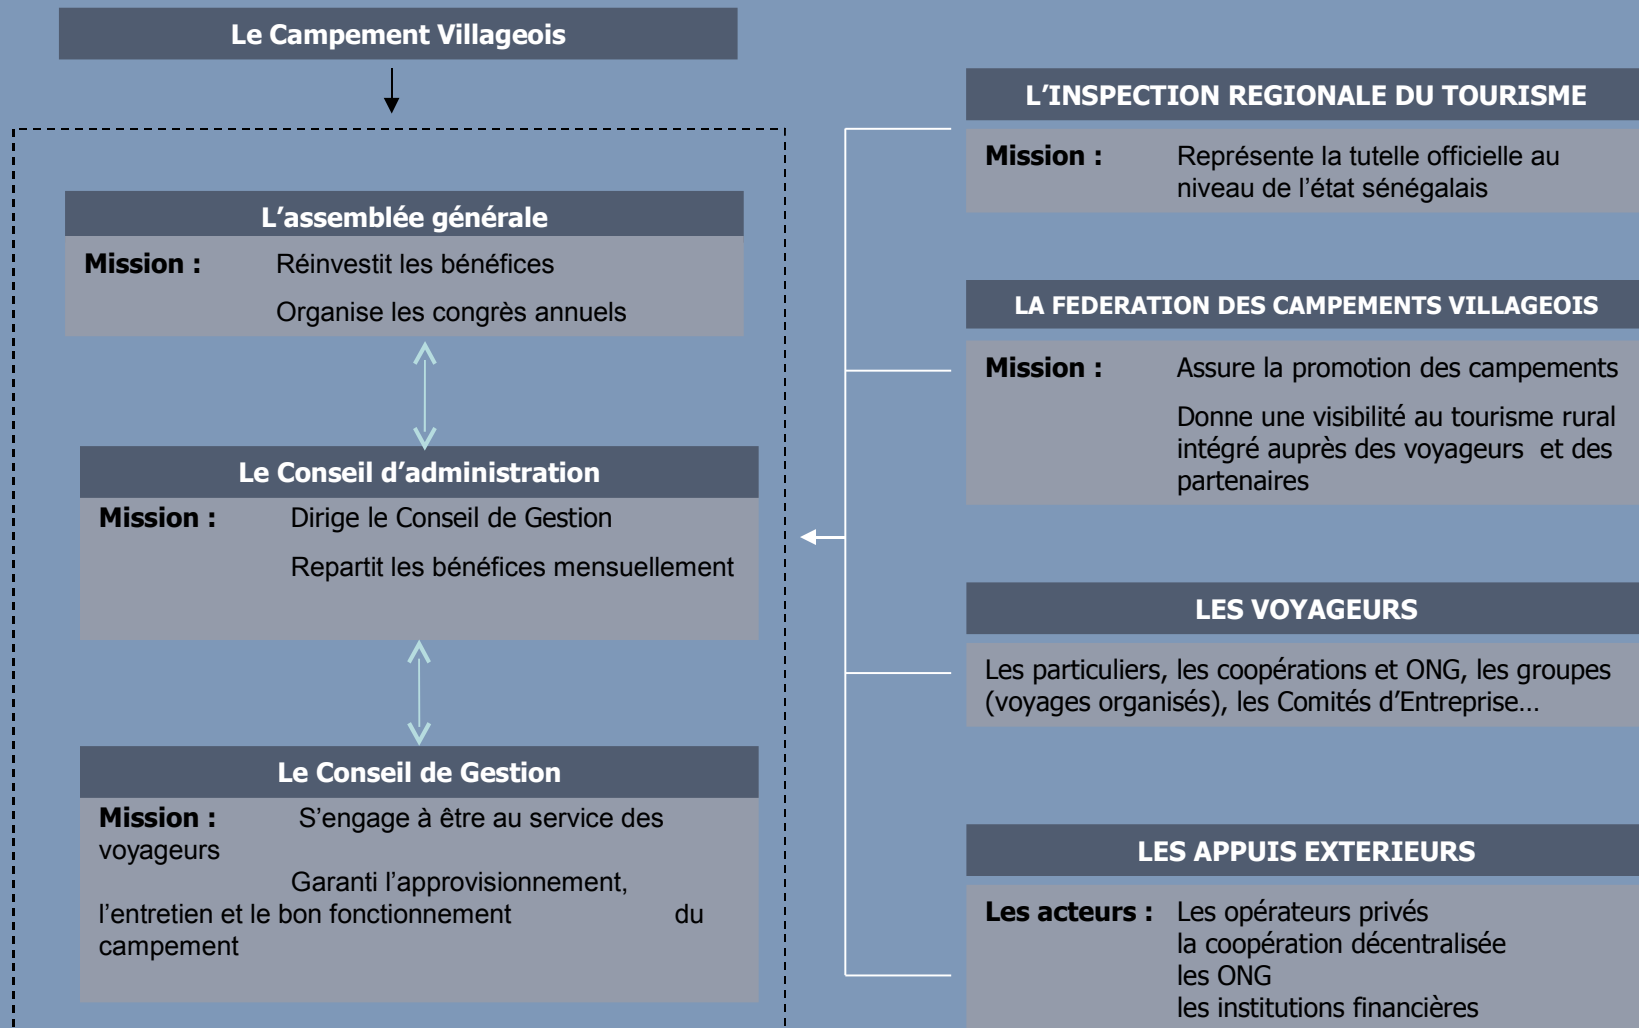 Le Campement Villageois
L’assemblée générale
Mission : Réinvestit les bénéfices
Organise les congrès annuels
Le Conseil d’administration
Mission : Dirige le Conseil de Gestion
Repartit les bénéfices mensuellement
Le Conseil de Gestion
Mission : S’engage à être au service des
voyageurs
Garanti l’approvisionnement,
l’entretien et le bon fonctionnement du
campement
L’INSPECTION REGIONALE DU TOURISME
Mission : Représente la tutelle officielle au
niveau de l’état sénégalais
LA FEDERATION DES CAMPEMENTS VILLAGEOIS
Mission : Assure la promotion des campements
Donne une visibilité au tourisme rural
intégré auprès des voyageurs et des
partenaires
LES VOYAGEURS
Les particuliers, les coopérations et ONG, les groupes
(voyages organisés), les Comités d’Entreprise…
LES APPUIS EXTERIEURS
Les acteurs : Les opérateurs privés
la coopération décentralisée
les ONG
les institutions financières